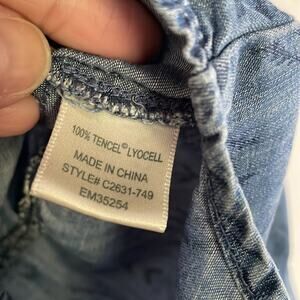 100% TENCEL® LYOCELL
MADE IN CHINA
STYLE# C2631-749
EM35254